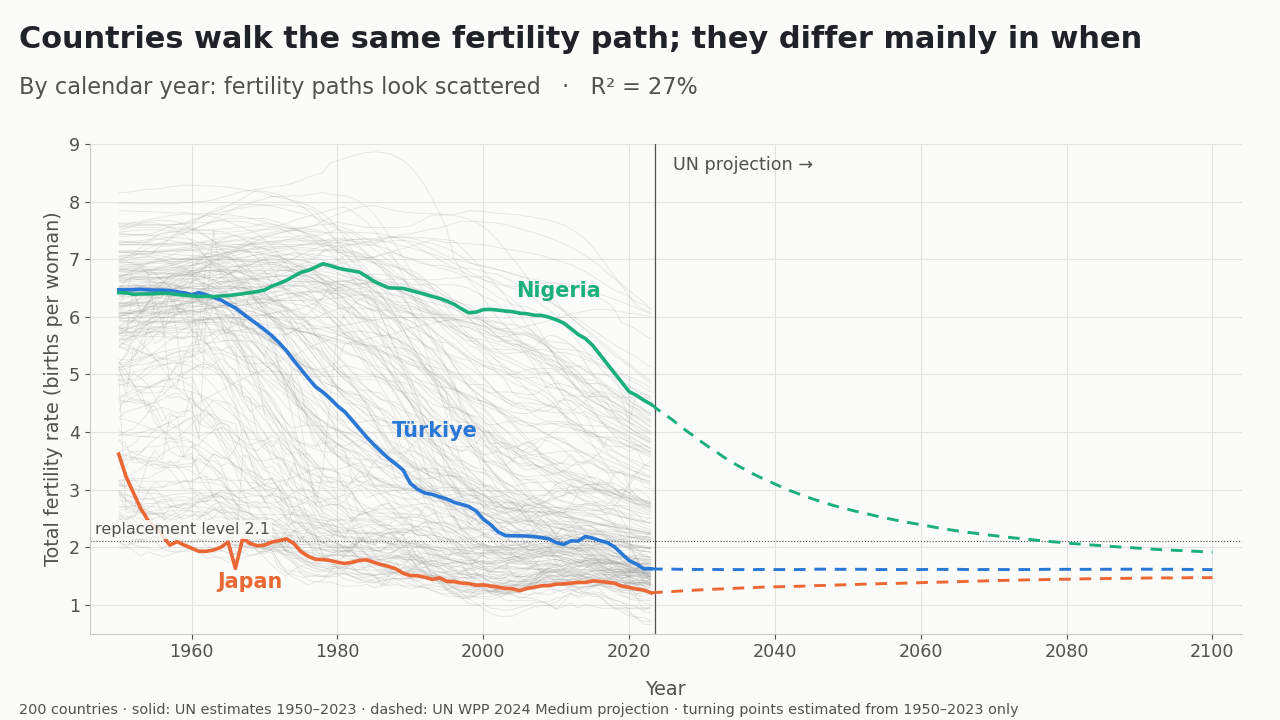 Countries walk the same fertility path; they differ mainly in when
By calendar year: fertility paths look scattered · R² = 27%
Total fertility rate (births per woman)
9
8
7
6
5
4
3
2
1
UN projection →
Nigeria
Türkiye
replacement level 2.1
Japan
1960 1980 2000 2020 2040 2060 2080 2100
Year
200 countries · solid: UN estimates 1950–2023 · dashed: UN WPP 2024 Medium projection · turning points estimated from 1950–2023 only